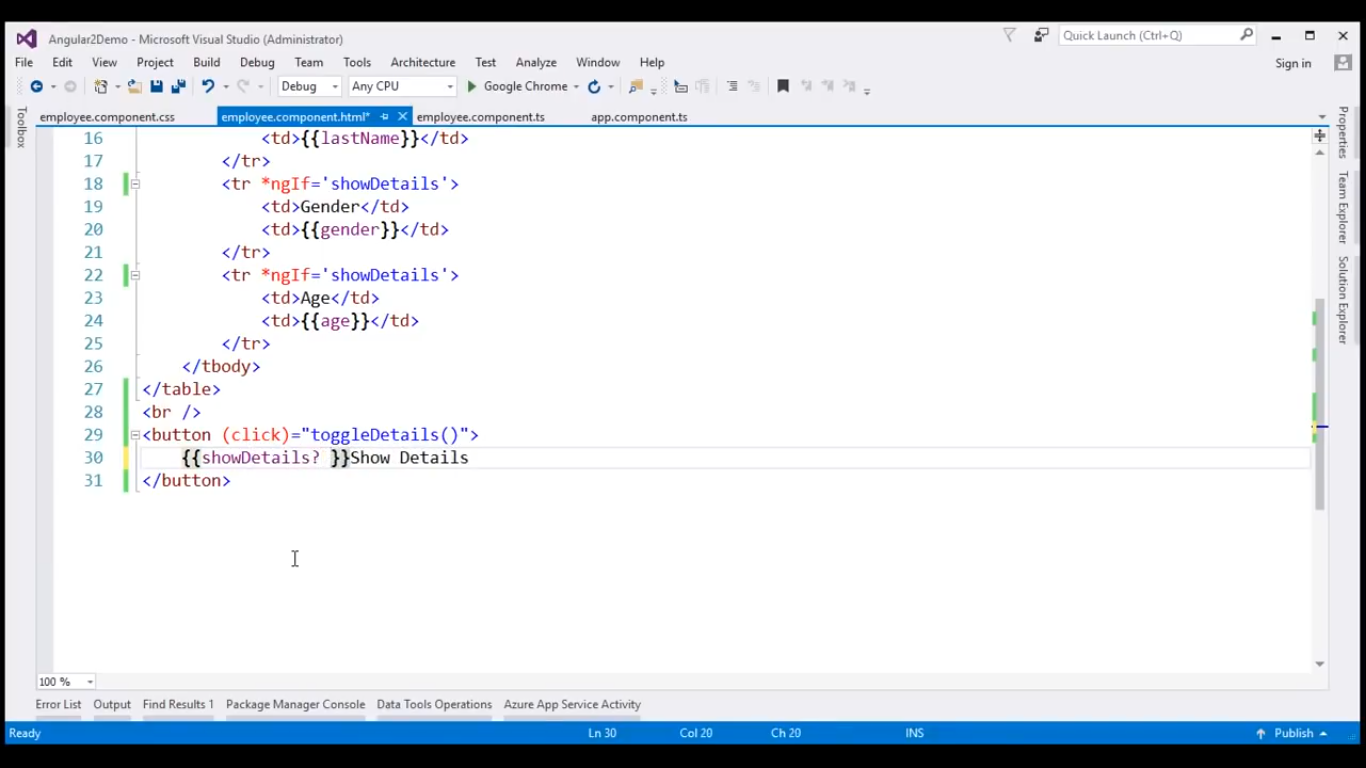 Angular2Demo - Microsoft Visual Studio (Administrator)
Quick Launch (Ctrl+Q)
File Edit View Project Build Debug Team Tools Architecture Test Analyze Window Help
Sign in
Debug Any CPU Google Chrome
Toolbox
employee.component.css employee.component.html* employee.component.ts app.component.ts
Properties
Team Explorer
Solution Explorer
16 <td>{{lastName}}</td>
17 </tr>
18 <tr *ngIf='showDetails'>
19 <td>Gender</td>
20 <td>{{gender}}</td>
21 </tr>
22 <tr *ngIf='showDetails'>
23 <td>Age</td>
24 <td>{{age}}</td>
25 </tr>
26 </tbody>
27 </table>
28 <br />
29 <button (click)="toggleDetails()">
30 {{showDetails? }}Show Details
31 </button>
100 %
Error List Output Find Results 1 Package Manager Console Data Tools Operations Azure App Service Activity
Ready Ln 30 Col 20 Ch 20 INS Publish